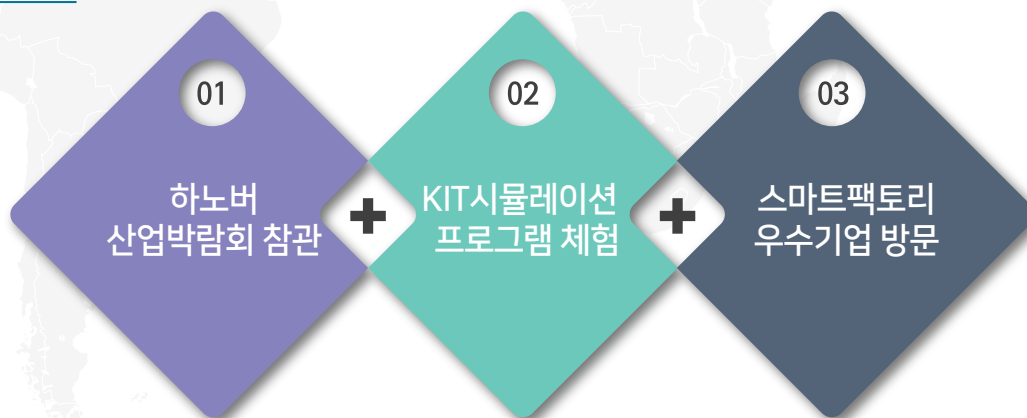 01
하노버
산업박람회 참관
02
KIT시뮬레이션
프로그램 체험
03
스마트팩토리
우수기업 방문